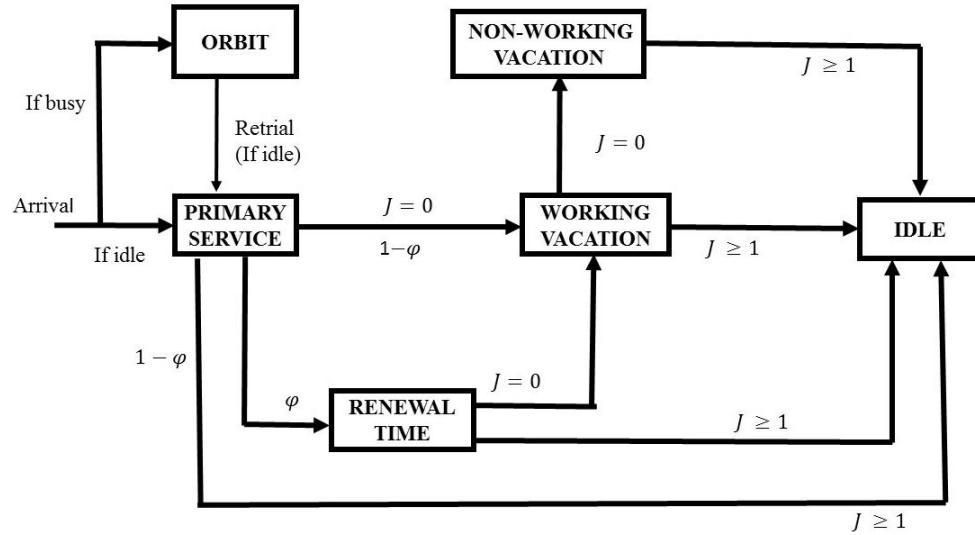 ORBIT
NON-WORKING
VACATION
J ≥ 1
If busy
Retrial
(If idle)
J = 0
Arrival
PRIMARY
SERVICE
J = 0
WORKING
VACATION
IDLE
If idle
1−φ
J ≥ 1
1 − φ
J = 0
φ
RENEWAL
TIME
J ≥ 1
J ≥ 1